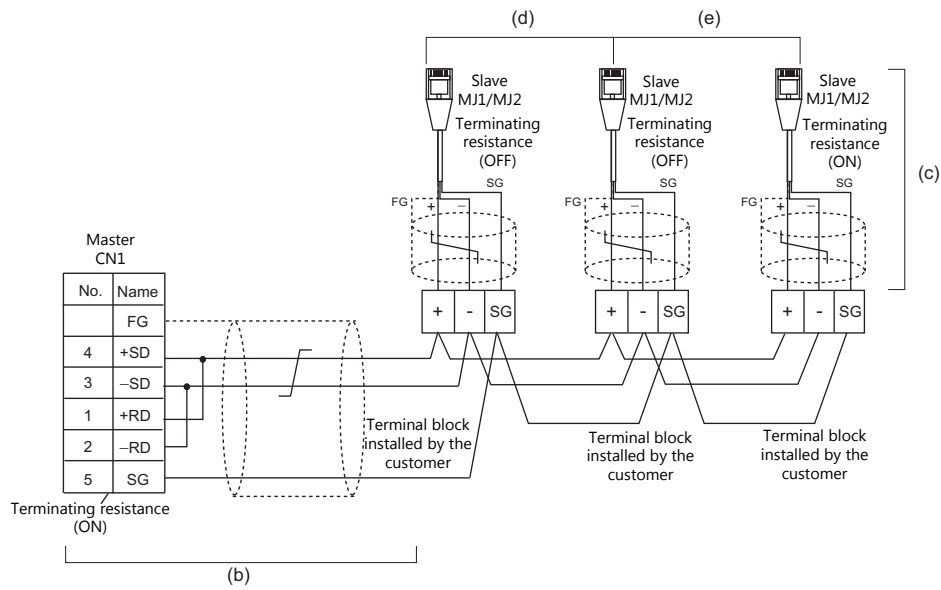 (d)
(e)
Slave
MJ1/MJ2
Terminating
resistance
(OFF)
SG
FG
+
−
Slave
MJ1/MJ2
Terminating
resistance
(OFF)
SG
FG
+
−
Slave
MJ1/MJ2
Terminating
resistance
(ON)
SG
FG
+
−
(c)
Master
CN1
No. Name
FG
4 +SD
3 −SD
1 +RD
2 −RD
5 SG
Terminating resistance
(ON)
+ - SG
+ - SG
+ - SG
Terminal block
installed by the
customer
Terminal block
installed by the
customer
Terminal block
installed by the
customer
(b)